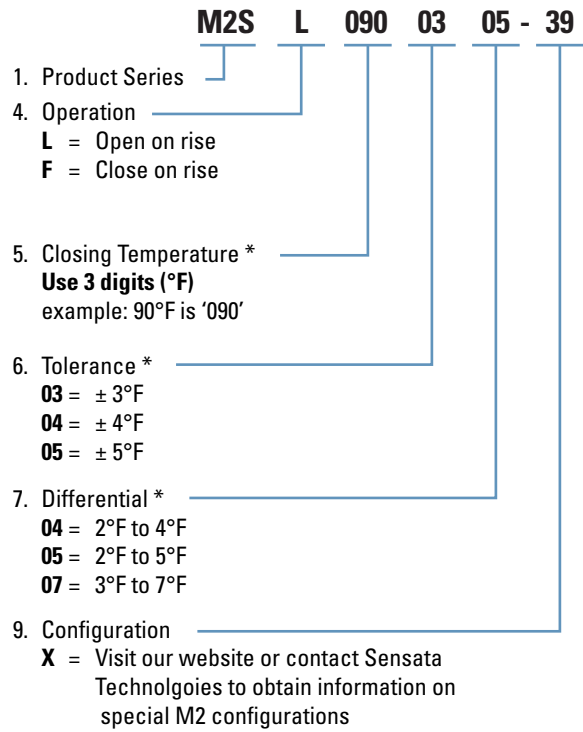 M2S L 090 03 05 - 39
1. Product Series
4. Operation
L = Open on rise
F = Close on rise
5. Closing Temperature *
Use 3 digits (°F)
example: 90°F is ‘090’
6. Tolerance *
03 = ± 3°F
04 = ± 4°F
05 = ± 5°F
7. Differential *
04 = 2°F to 4°F
05 = 2°F to 5°F
07 = 3°F to 7°F
9. Configuration
X = Visit our website or contact Sensata
Technolgoies to obtain information on
special M2 configurations